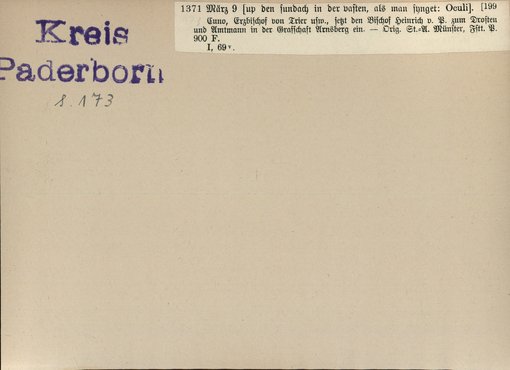 Kreis
Paderborn
s. 173
1371 März 9 [up den sundach in der vasten, als man synget: Oculi]. [199
Cuno, Erzbischof von Trier usw., setzt den Bischof Heinrich v. P. zum Drosten
und Amtmann in der Grafschaft Arnsberg ein. — Orig. St.-A. Münster, Fstt. P.
900 F.
I, 69v.